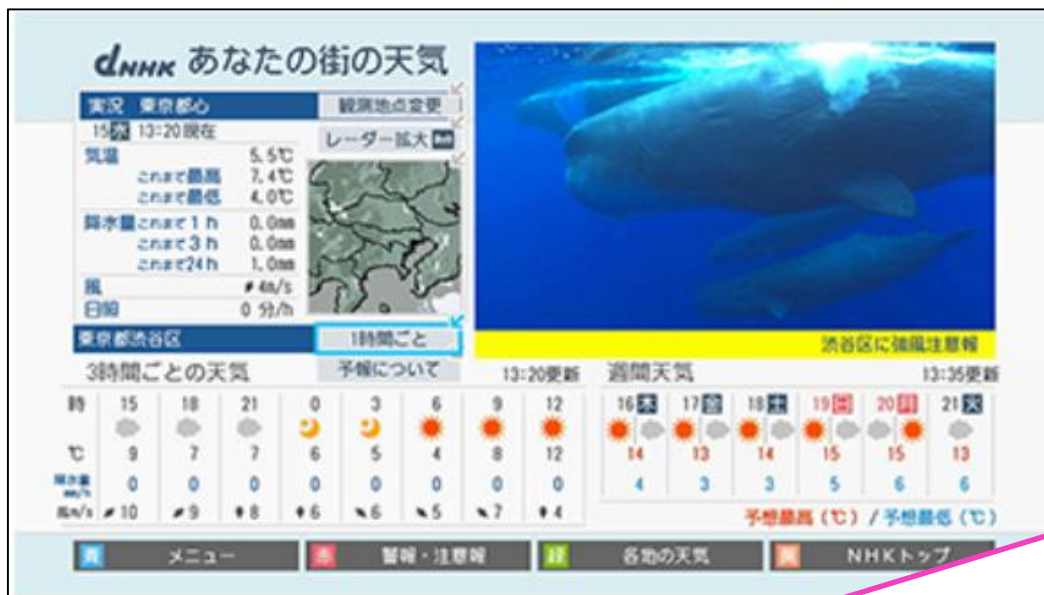 dNHK あなたの街の天気
実況 東京都心 観測地点変更
15水 13:20現在
レーダー拡大
気温 5.5℃
これまで最高 7.4℃
これまで最低 4.0℃
降水量これまで1h 0.0mm
これまで3h 0.0mm
これまで24h 1.0mm
風 4m/s
日照 0分/h
東京都渋谷区 1時間ごと
渋谷区に強風注意報
3時間ごとの天気 予報について 13:20更新
時 15 18 21 0 3 6 9 12
℃ 9 7 7 6 5 4 8 12
降水量mm/h 0 0 0 0 0 0 0 0
風m/s 10 9 8 6 6 5 7 4
週間天気 13:35更新
16木 17金 18土 19日 20月 21火
14 13 14 15 15 13
4 3 3 5 6 6
予想最高(℃)/予想最低(℃)
青 メニュー 赤 警報・注意報 緑 各地の天気 黄 NHKトップ